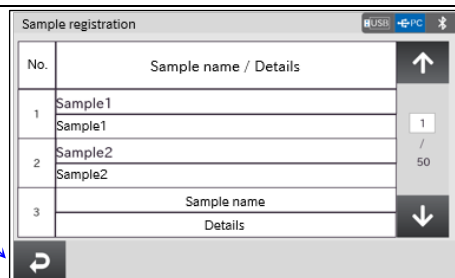 Sample registration USB PC
No. Sample name / Details
1 Sample1
Sample1
2 Sample2
Sample2
3 Sample name
Details
1
/
50